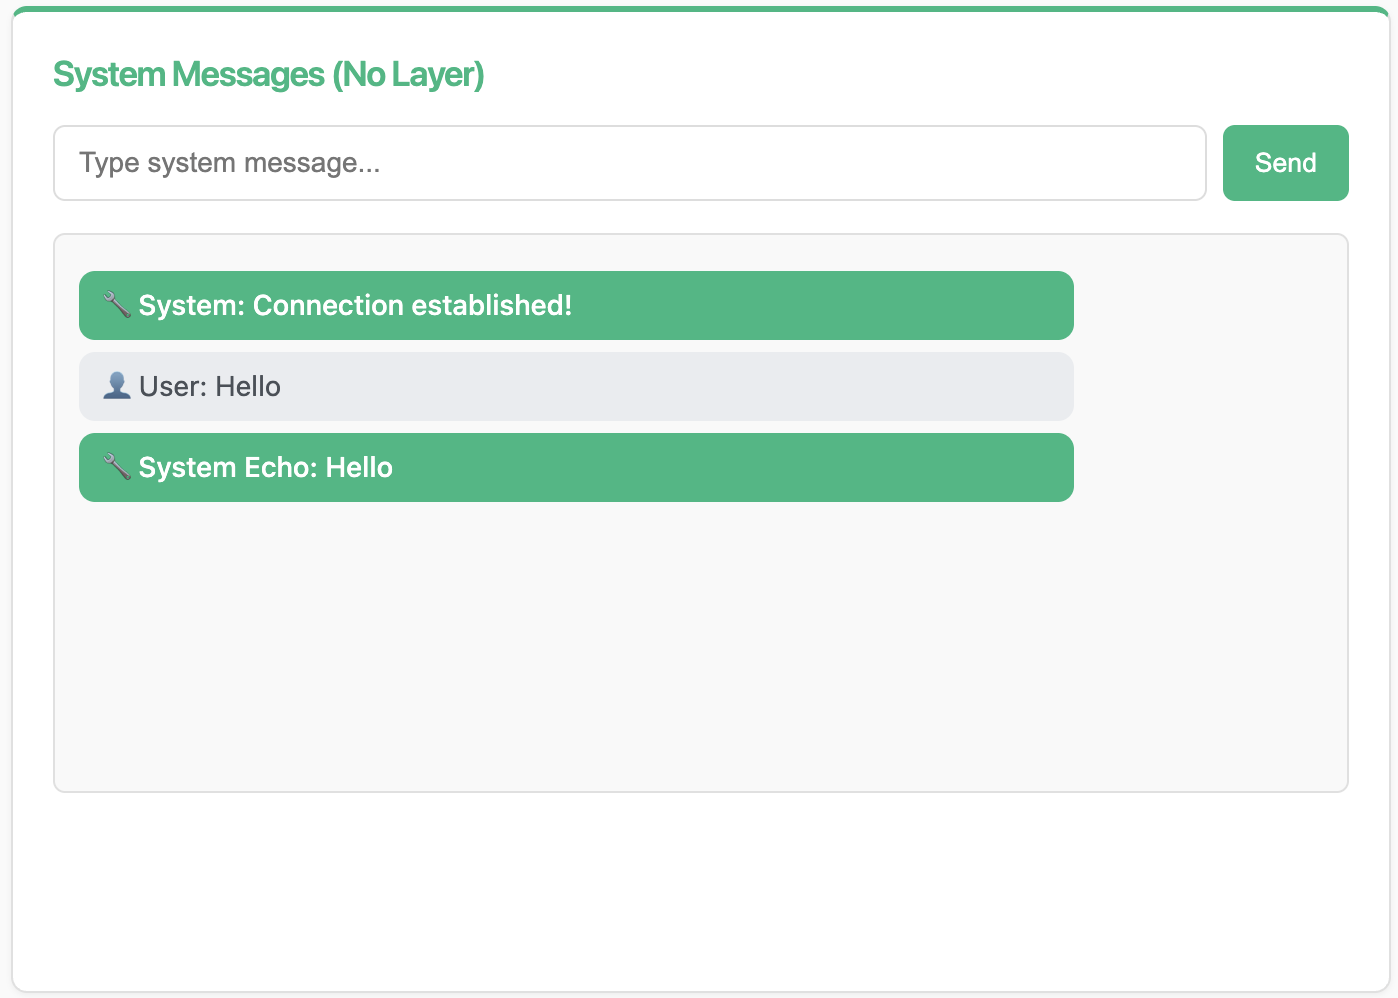 System Messages (No Layer)
Type system message...
Send
🔧 System: Connection established!
👤 User: Hello
🔧 System Echo: Hello